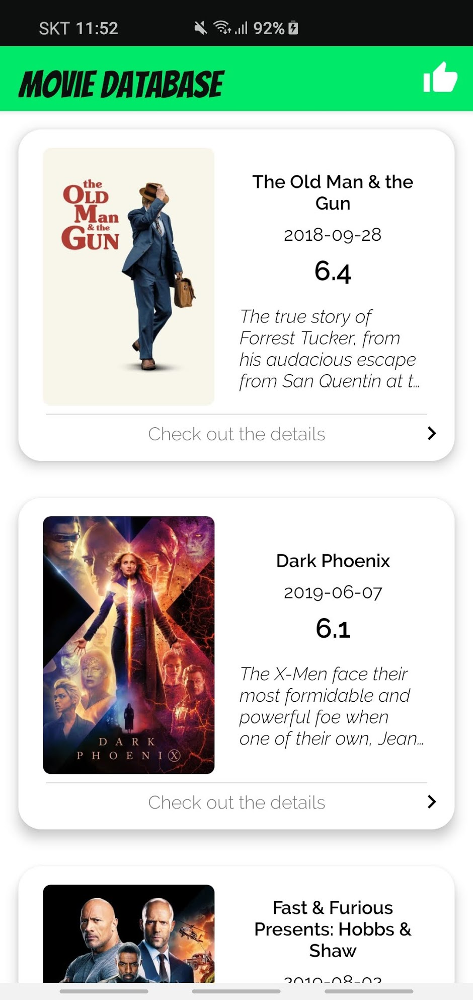 SKT 11:52 92%
MOVIE DATABASE
the
OLD
Man
& the
GUN
The Old Man & the
Gun
2018-09-28
6.4
The true story of
Forrest Tucker, from
his audacious escape
from San Quentin at t...
Check out the details
DARK
PHOENIX
Dark Phoenix
2019-06-07
6.1
The X-Men face their
most formidable and
powerful foe when
one of their own, Jean...
Check out the details
Fast & Furious
Presents: Hobbs &
Shaw